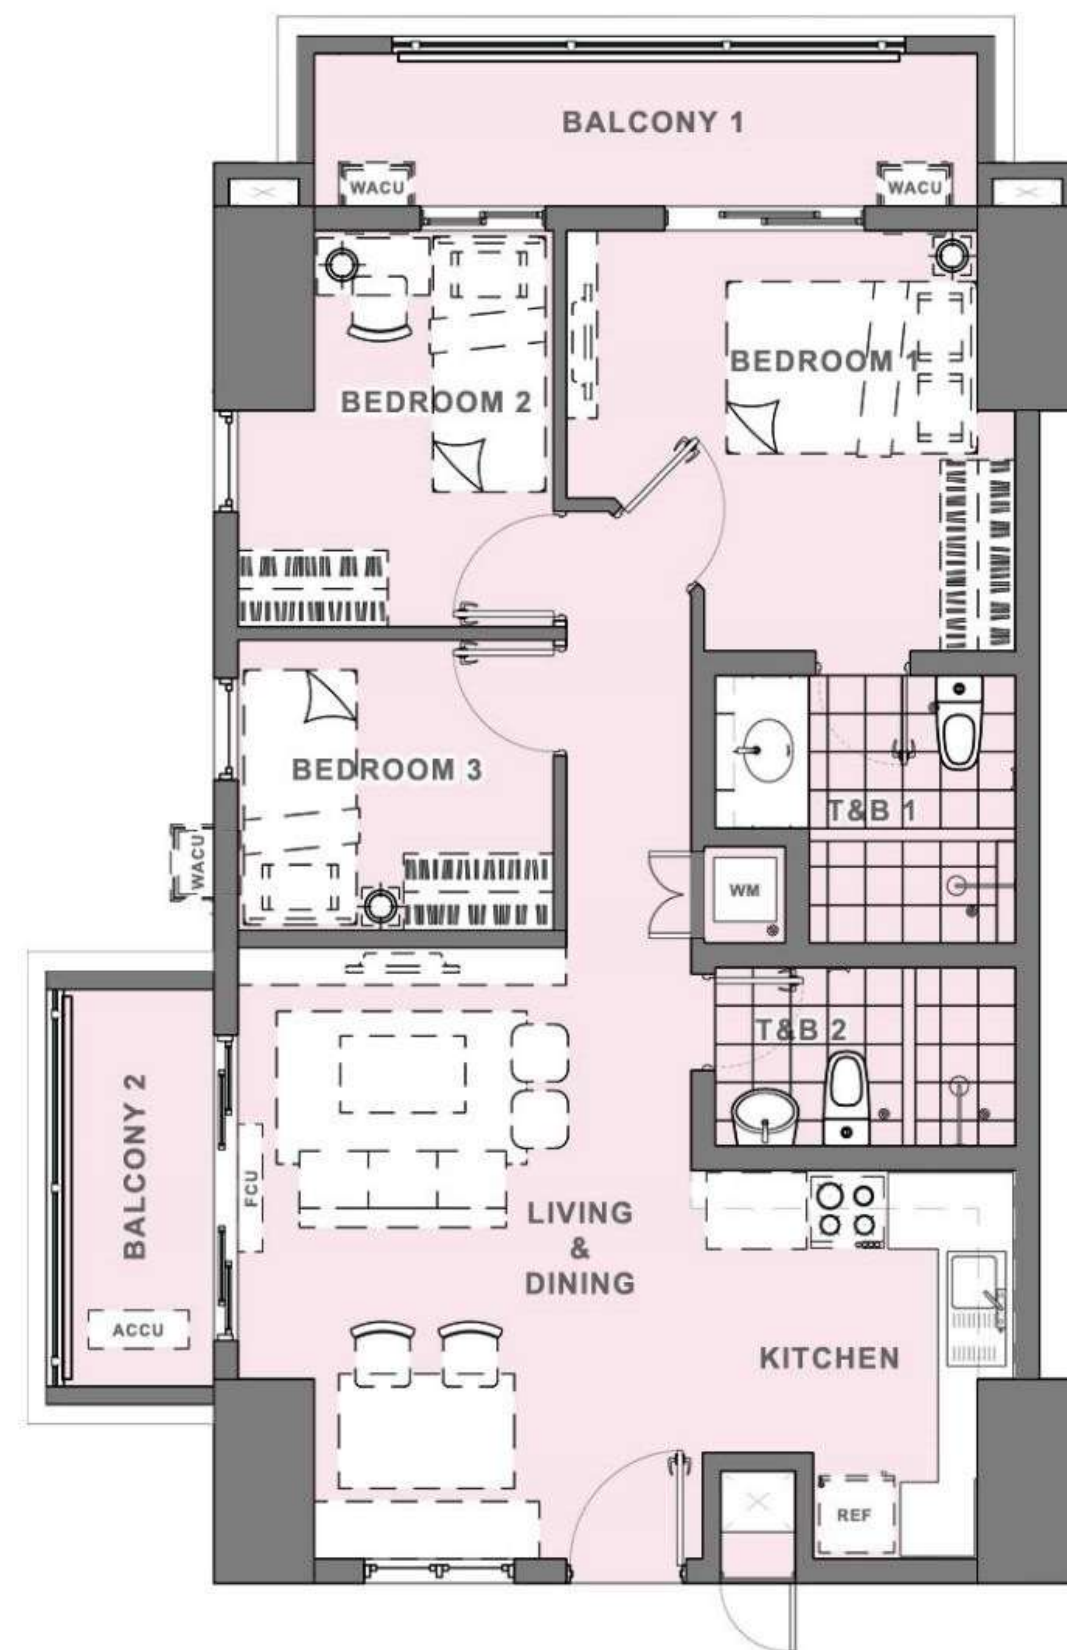 BALCONY 1
WACU
WACU
BEDROOM 1
BEDROOM 2
BEDROOM 3
T&B 1
WACU
WM
T&B 2
BALCONY 2
FCU
LIVING
&
DINING
ACCU
KITCHEN
REF